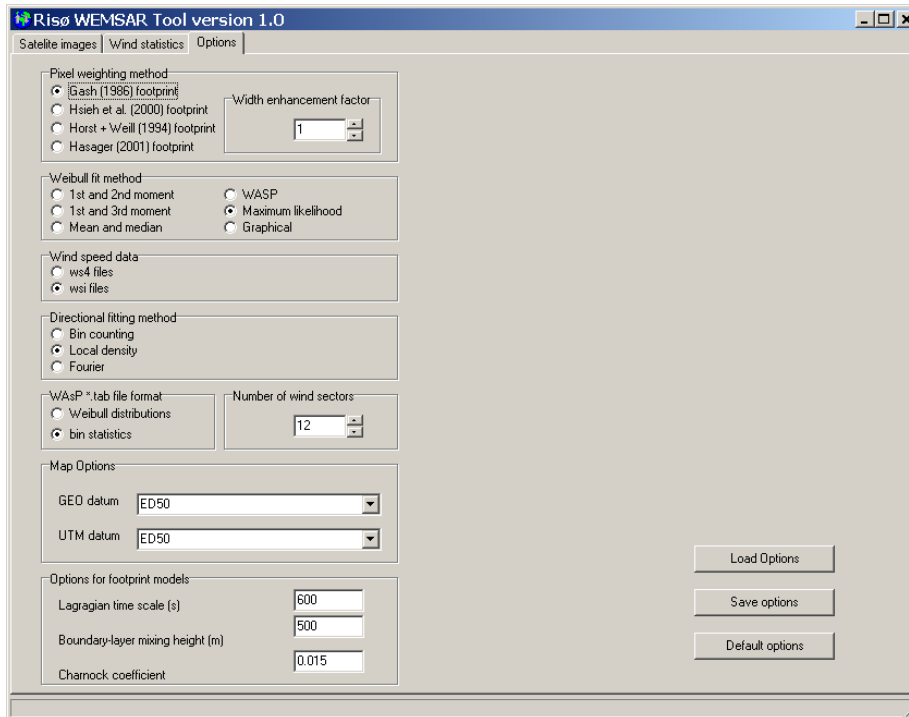 Risø WEMSAR Tool version 1.0
Satelite images Wind statistics Options
Pixel weighting method
Gash (1986) footprint
Hsieh et al. (2000) footprint
Horst + Weill (1994) footprint
Hasager (2001) footprint
Width enhancement factor
1
Weibull fit method
1st and 2nd moment
1st and 3rd moment
Mean and median
WASP
Maximum likelihood
Graphical
Wind speed data
ws4 files
wsi files
Directional fitting method
Bin counting
Local density
Fourier
WAsP *.tab file format
Weibull distributions
bin statistics
Number of wind sectors
12
Map Options
GEO datum ED50
UTM datum ED50
Options for footprint models
Lagragian time scale (s) 600
Boundary-layer mixing height (m) 500
Charnock coefficient 0.015
Load Options
Save options
Default options